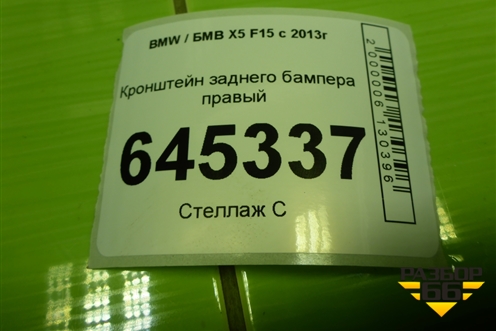 BMW / БМВ X5 F15 с 2013г
Кронштейн заднего бампера
правый
645337
Стеллаж С
2000006130396
РАЗБОР
66